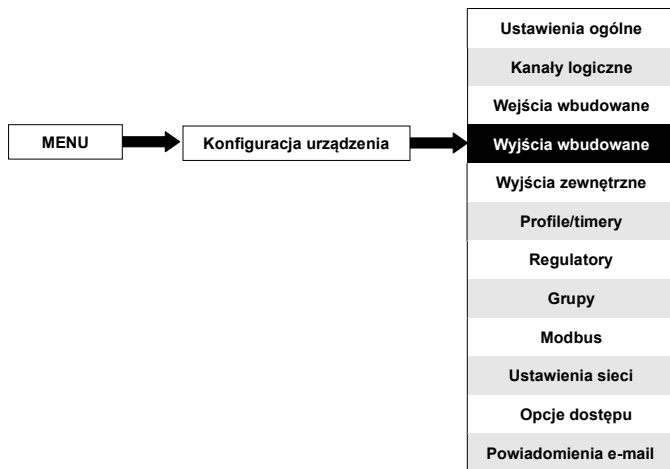 MENU
Konfiguracja urządzenia
Ustawienia ogólne
Kanały logiczne
Wejścia wbudowane
Wyjścia wbudowane
Wyjścia zewnętrzne
Profile/timery
Regulatory
Grupy
Modbus
Ustawienia sieci
Opcje dostępu
Powiadomienia e-mail